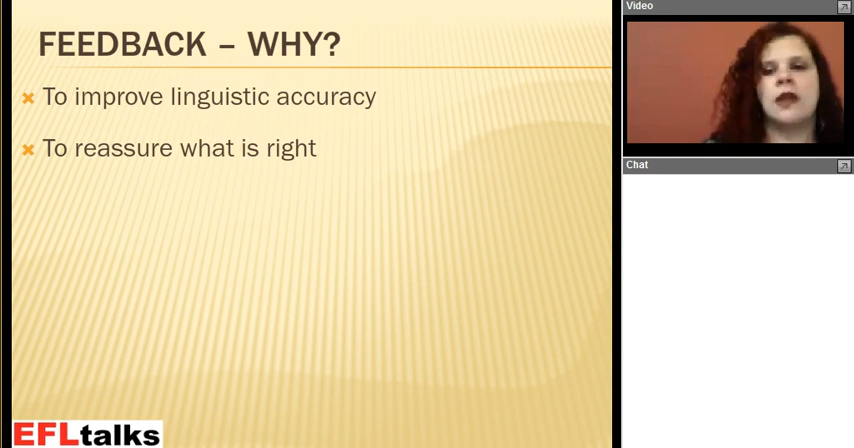 FEEDBACK – WHY?
To improve linguistic accuracy
To reassure what is right
EFLtalks
Video
Chat